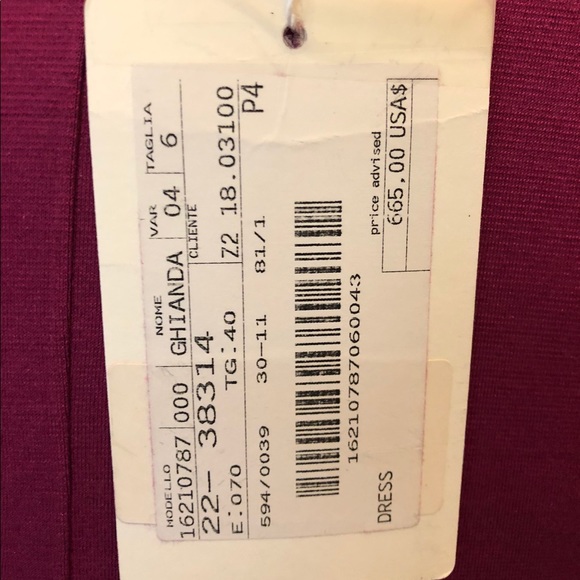 MODELLO NOME VAR TAGLIA
16210787 000 GHIANDA 04 6
CLIENTE
22- 38314 Z2 18.03100
E:070 TG:40 P4
594/0039 30-11 81/1
16210787060043
price advised
DRESS 665,00 USA$